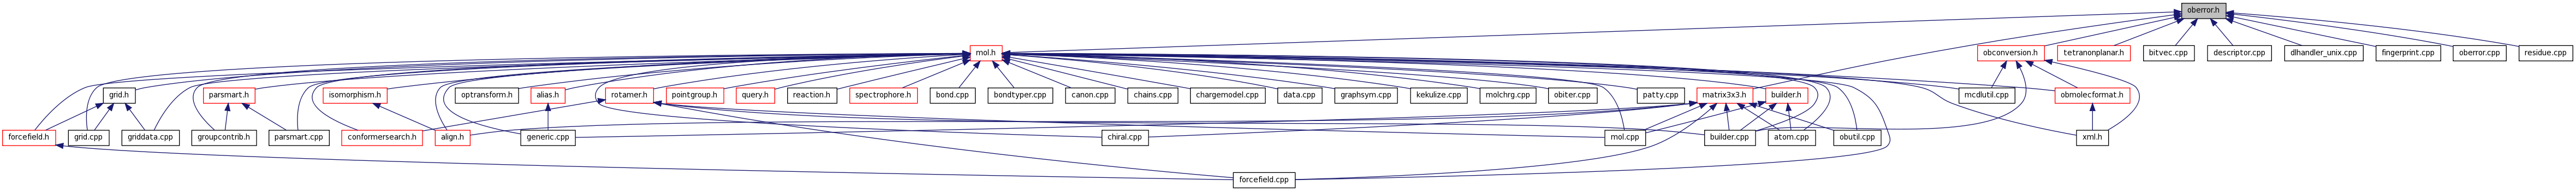 oberror.h
mol.h
obconversion.h
tetranonplanar.h
bitvec.cpp
descriptor.cpp
dlhandler_unix.cpp
fingerprint.cpp
oberror.cpp
residue.cpp
grid.h
parsmart.h
isomorphism.h
optransform.h
alias.h
rotamer.h
pointgroup.h
query.h
reaction.h
spectrophore.h
bond.cpp
bondtyper.cpp
canon.cpp
chains.cpp
chargemodel.cpp
data.cpp
graphsym.cpp
kekulize.cpp
molchrg.cpp
obiter.cpp
patty.cpp
matrix3x3.h
builder.h
mcdlutil.cpp
obmolecformat.h
forcefield.h
grid.cpp
griddata.cpp
groupcontrib.h
parsmart.cpp
conformersearch.h
align.h
generic.cpp
chiral.cpp
mol.cpp
builder.cpp
atom.cpp
obutil.cpp
xml.h
forcefield.cpp